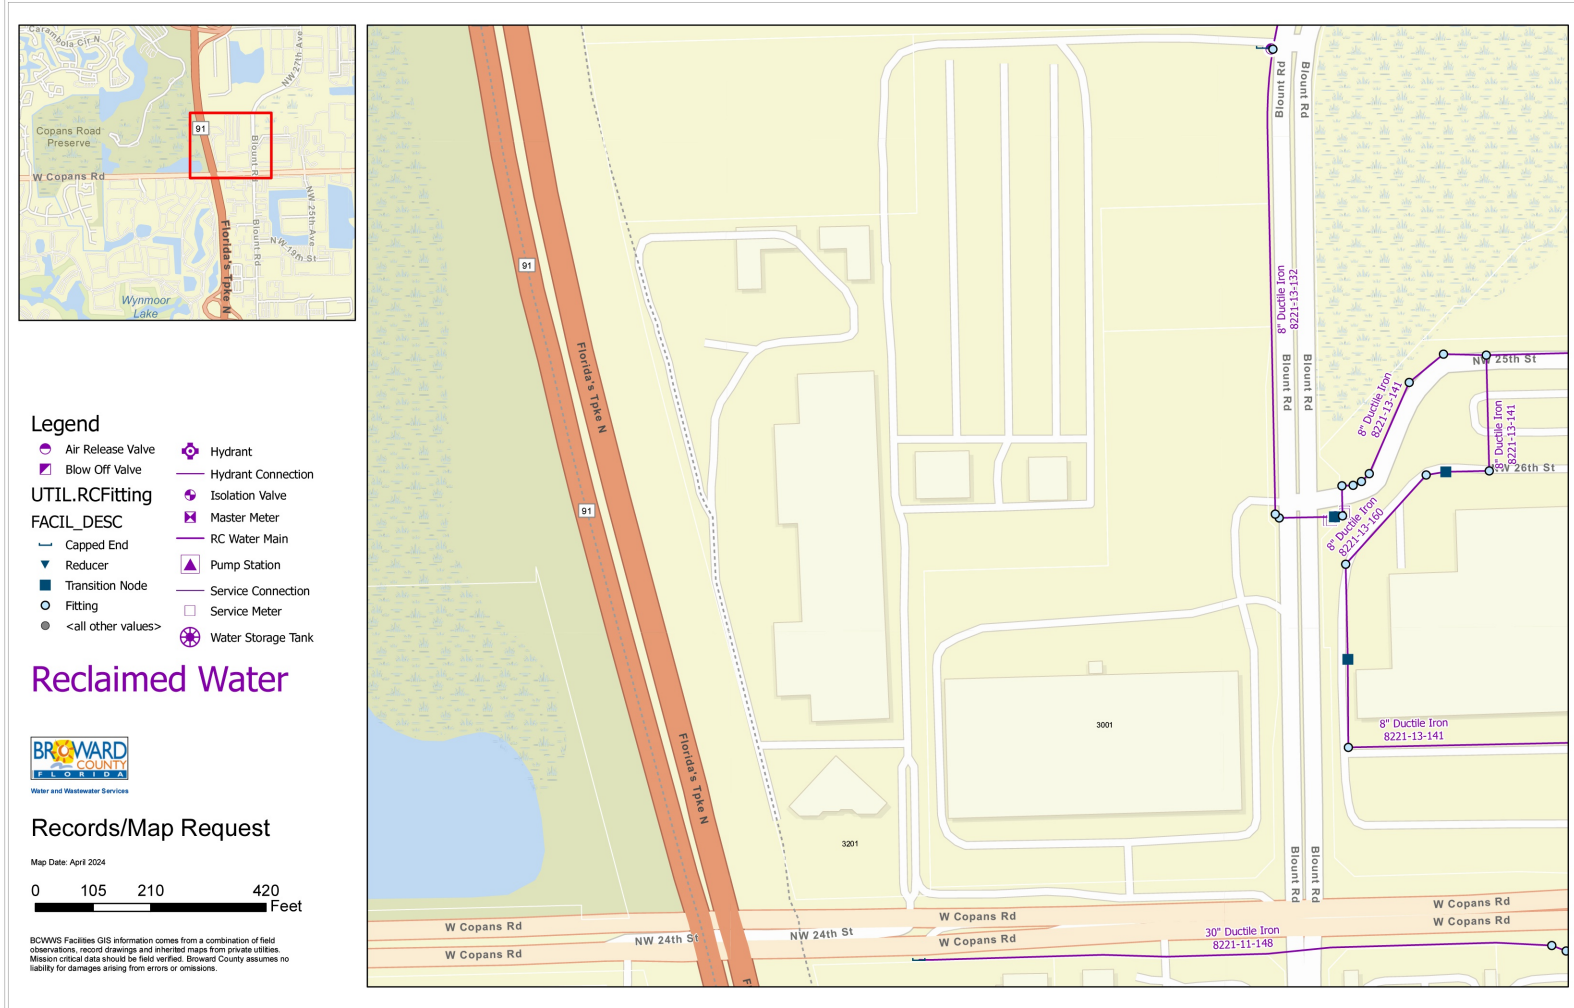 Carambola Cir N
NW 27th Ave
91
Copans Road
Preserve
Blount Rd
W Copans Rd
NW 25th Ave
Florida's Tpke N
Blount Rd
NW 19th St
Wynmoor
Lake
Legend
Air Release Valve
Blow Off Valve
UTIL.RCFitting
FACIL_DESC
Capped End
Reducer
Transition Node
Fitting
<all other values>
Hydrant
Hydrant Connection
Isolation Valve
Master Meter
RC Water Main
Pump Station
Service Connection
Service Meter
Water Storage Tank
Reclaimed Water
BROWARD
COUNTY
FLORIDA
Water and Wastewater Services
Records/Map Request
Map Date: April 2024
0 105 210 420
Feet
BCWWS Facilities GIS information comes from a combination of field
observations, record drawings and inherited maps from private utilities.
Mission critical data should be field verified. Broward County assumes no
liability for damages arising from errors or omissions.
Blount Rd
Blount Rd
91
8" Ductile Iron
8221-13-132
Florida's Tpke N
Blount Rd
Blount Rd
NW 25th St
8" Ductile Iron
8221-13-141
8" Ductile Iron
8221-13-141
NW 26th St
91
8" Ductile Iron
8221-13-160
3001
8" Ductile Iron
8221-13-141
Florida's Tpke N
3201
Blount Rd
Blount Rd
W Copans Rd
W Copans Rd
W Copans Rd
W Copans Rd
NW 24th St
NW 24th St
W Copans Rd
30" Ductile Iron
8221-11-148
W Copans Rd
F